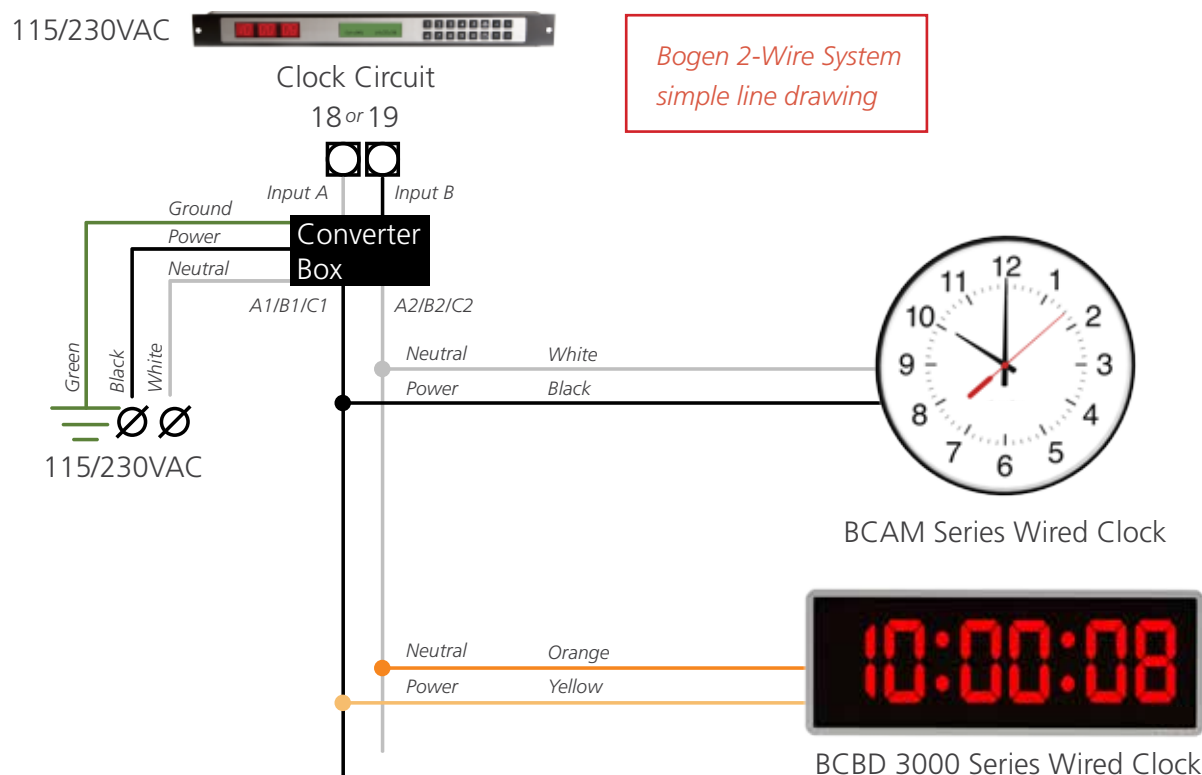 115/230VAC
Bogen 2-Wire System
simple line drawing
Clock Circuit
18 or 19
Input A
Input B
Ground
Power
Neutral
Converter
Box
A1/B1/C1
A2/B2/C2
Green
Black
White
115/230VAC
Neutral White
Power Black
12
1
2
3
4
5
6
7
8
9
10
11
BCAM Series Wired Clock
Neutral Orange
Power Yellow
10:00:08
BCBD 3000 Series Wired Clock